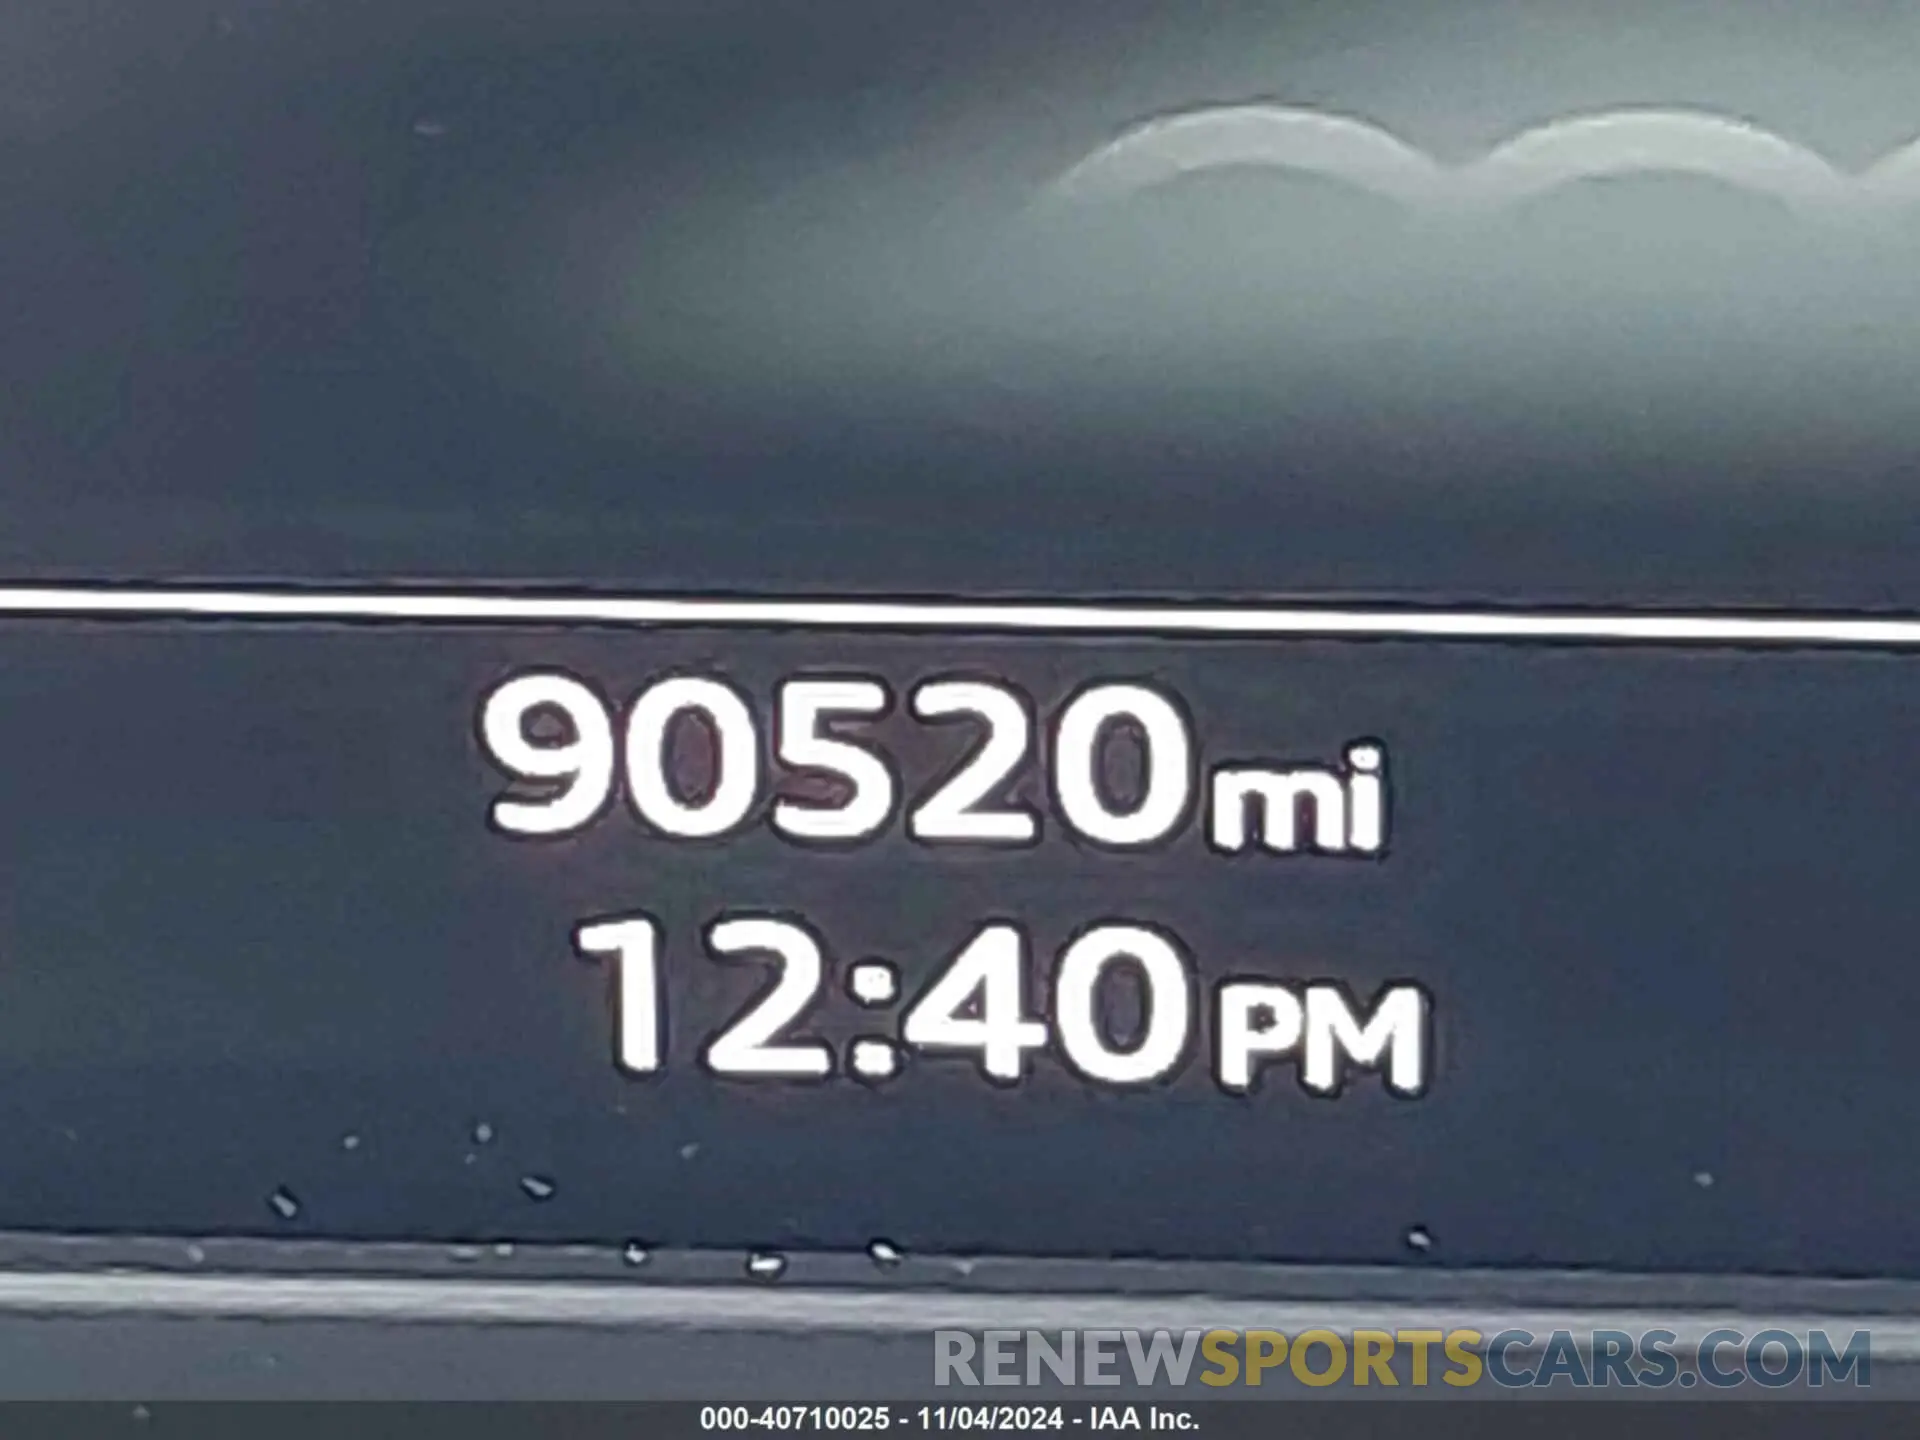 90520mi
12:40PM
RENEWSPORTSCARS.COM
000-40710025 - 11/04/2024 - IAA Inc.